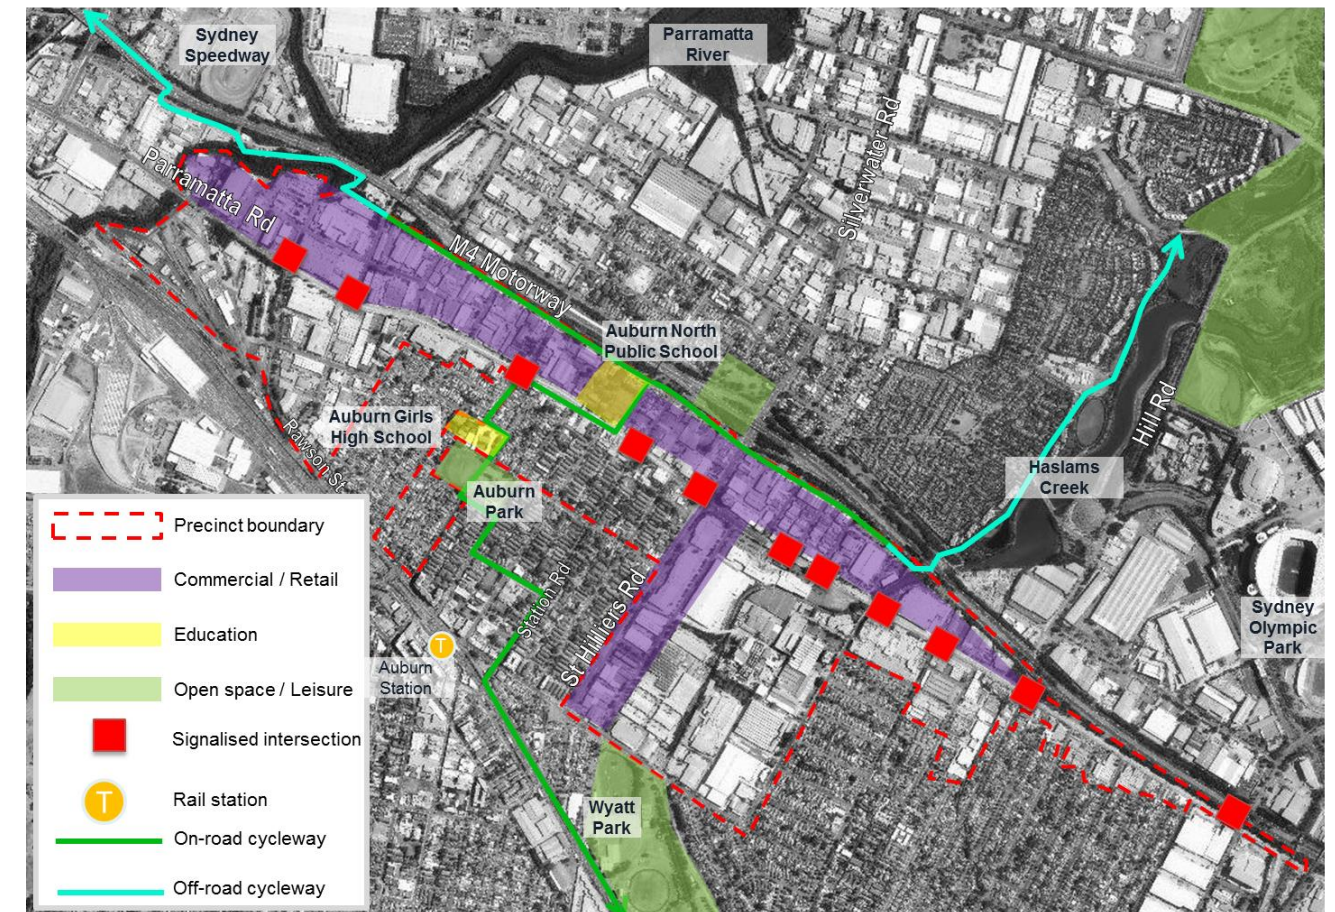 Sydney
Speedway
Parramatta
River
Silverwater Rd
Parramatta Rd
M4 Motorway
Auburn North
Public School
Auburn Girls
High School
Rawson St
Hill Rd
Haslams
Creek
Auburn
Park
Station Rd
St Hilliers Rd
Sydney
Olympic
Park
T
Auburn
Station
Wyatt
Park
Precinct boundary
Commercial / Retail
Education
Open space / Leisure
Signalised intersection
T
Rail station
On-road cycleway
Off-road cycleway